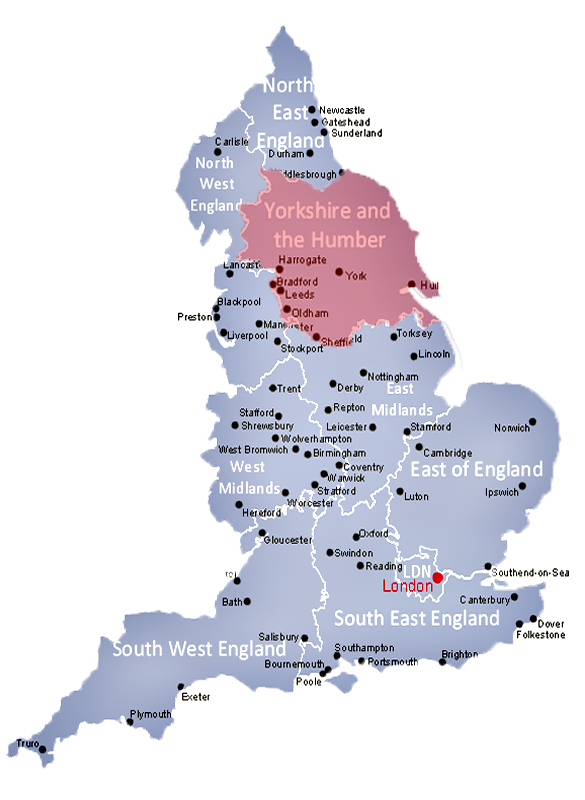 North
East
England
Newcastle
Gateshead
Sunderland
Carlisle
Durham
North
West
England
Yorkshire and
the Humber
Harrogate
York
Bradford
Leeds
Hull
Oldham
Blackpool
Preston
Liverpool
Sheffield
Stockport
Torksey
Lincoln
Nottingham
Trent
Derby
East
Midlands
Repton
Stafford
Shrewsbury
Leicester
Stamford
Norwich
Wolverhampton
West Bromwich
Birmingham
Cambridge
West
Midlands
Coventry
Warwick
Stratford
East of England
Luton
Ipswich
Worcester
Hereford
Gloucester
Oxford
Swindon
Reading
LDN
London
Southend-on-Sea
Bath
Canterbury
South East England
Dover
Folkestone
Salisbury
South West England
Southampton
Bournemouth
Portsmouth
Brighton
Poole
Exeter
Plymouth
Truro